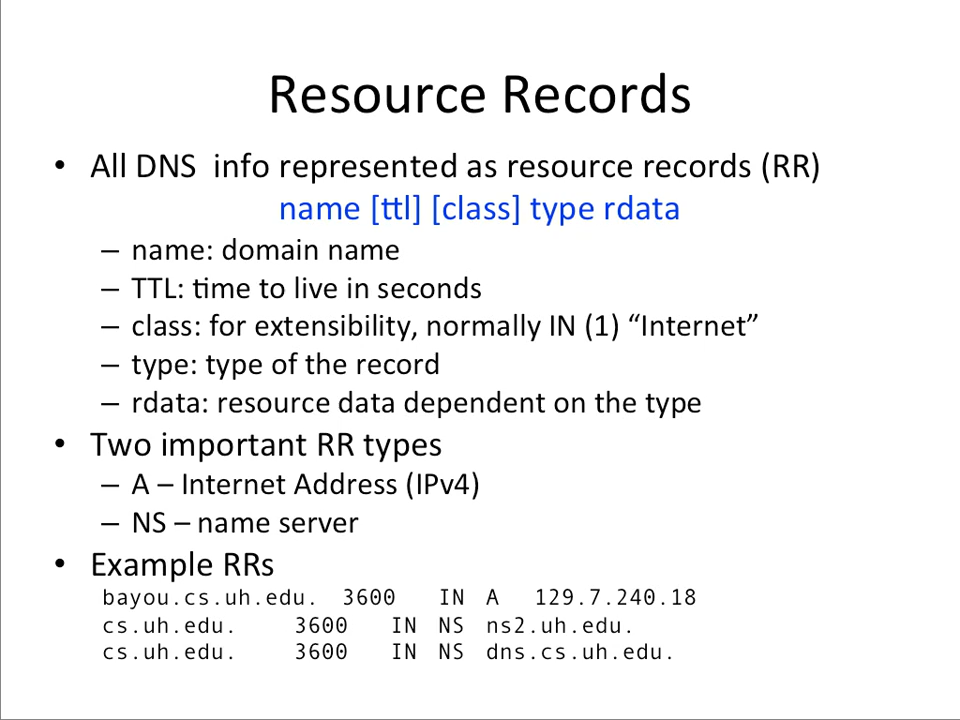 Resource Records
• All DNS  info represented as resource records (RR)
name [ttl] [class] type rdata
– name: domain name
– TTL: time to live in seconds
– class: for extensibility, normally IN (1) “Internet”
– type: type of the record
– rdata: resource data dependent on the type
• Two important RR types
– A – Internet Address (IPv4)
– NS – name server
• Example RRs
bayou.cs.uh.edu.  3600   IN  A   129.7.240.18
cs.uh.edu.    3600   IN  NS  ns2.uh.edu.
cs.uh.edu.    3600   IN  NS  dns.cs.uh.edu.